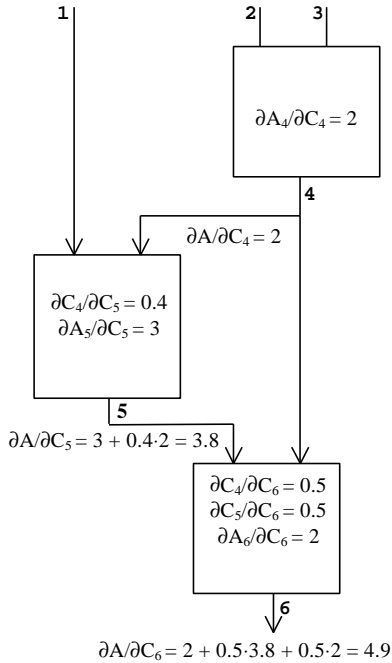 1
2 3
∂A₄/∂C₄ = 2
4
∂A/∂C₄ = 2
∂C₄/∂C₅ = 0.4
∂A₅/∂C₅ = 3
5
∂A/∂C₅ = 3 + 0.4·2 = 3.8
∂C₄/∂C₆ = 0.5
∂C₅/∂C₆ = 0.5
∂A₆/∂C₆ = 2
6
∂A/∂C₆ = 2 + 0.5·3.8 + 0.5·2 = 4.9